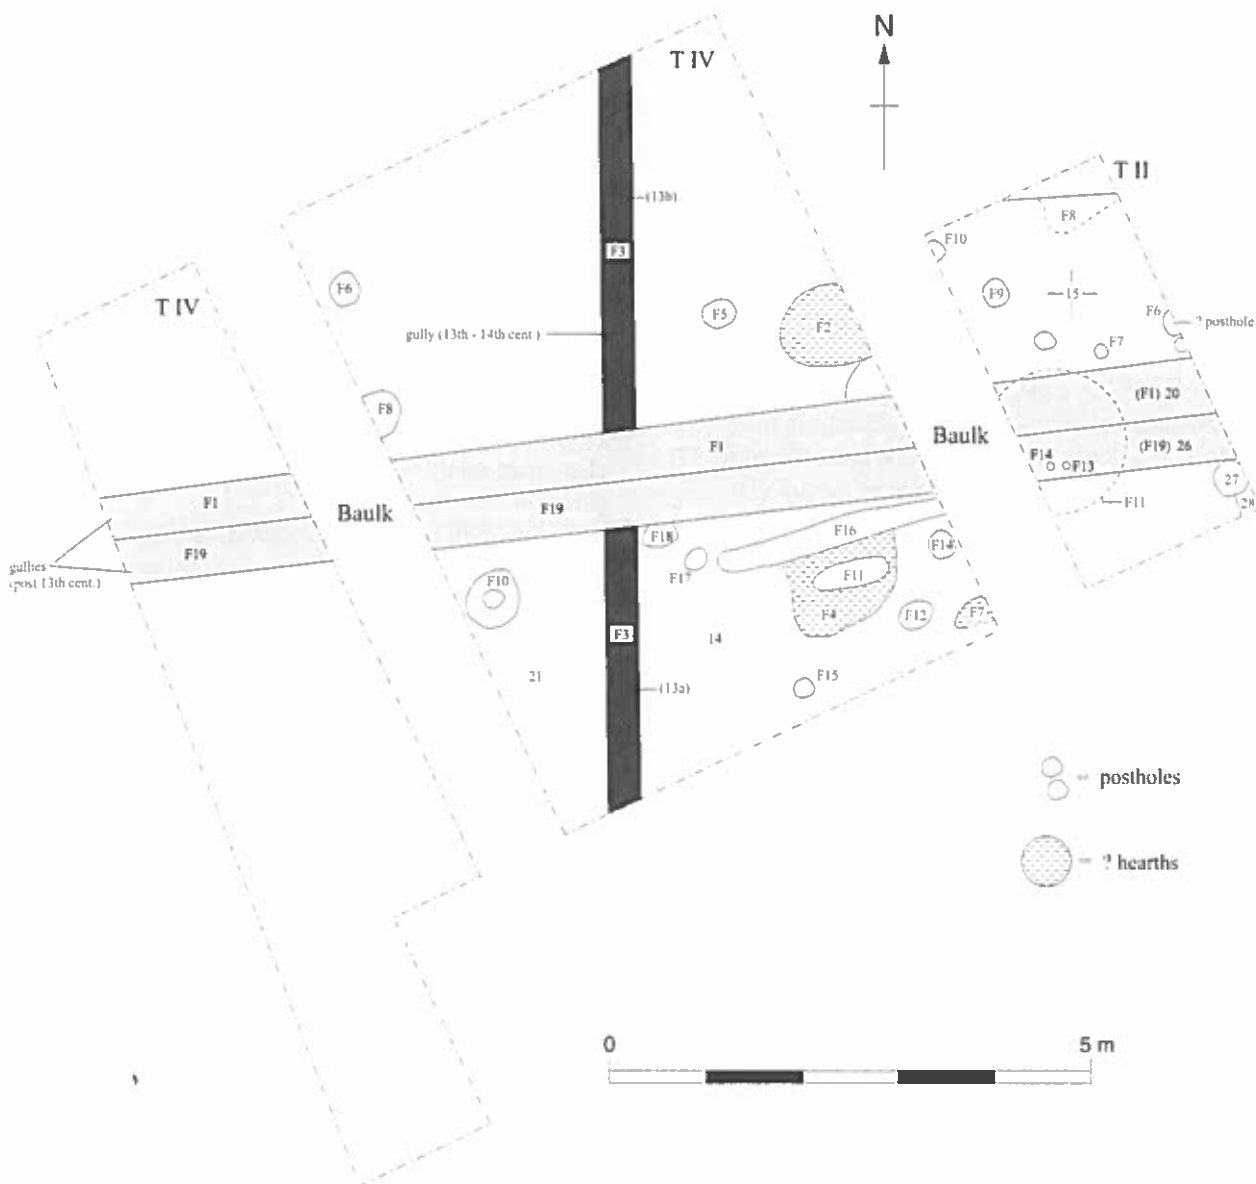 N
T IV
T II
F8
(13b)
F10
F3
F9
15
T IV
F6
F6
? posthole
F5
F2
gully (13th - 14th cent.)
F7
F8
(F1) 20
F1
Baulk
(F19) 26
F14
F13
F1
Baulk
F19
27
F11
28
F19
F18
F16
F14
gullies
(post 13th cent.)
F17
F10
F11
F4
F12
F7
F3
14
21
F15
(13a)
= postholes
= ? hearths
0
5 m